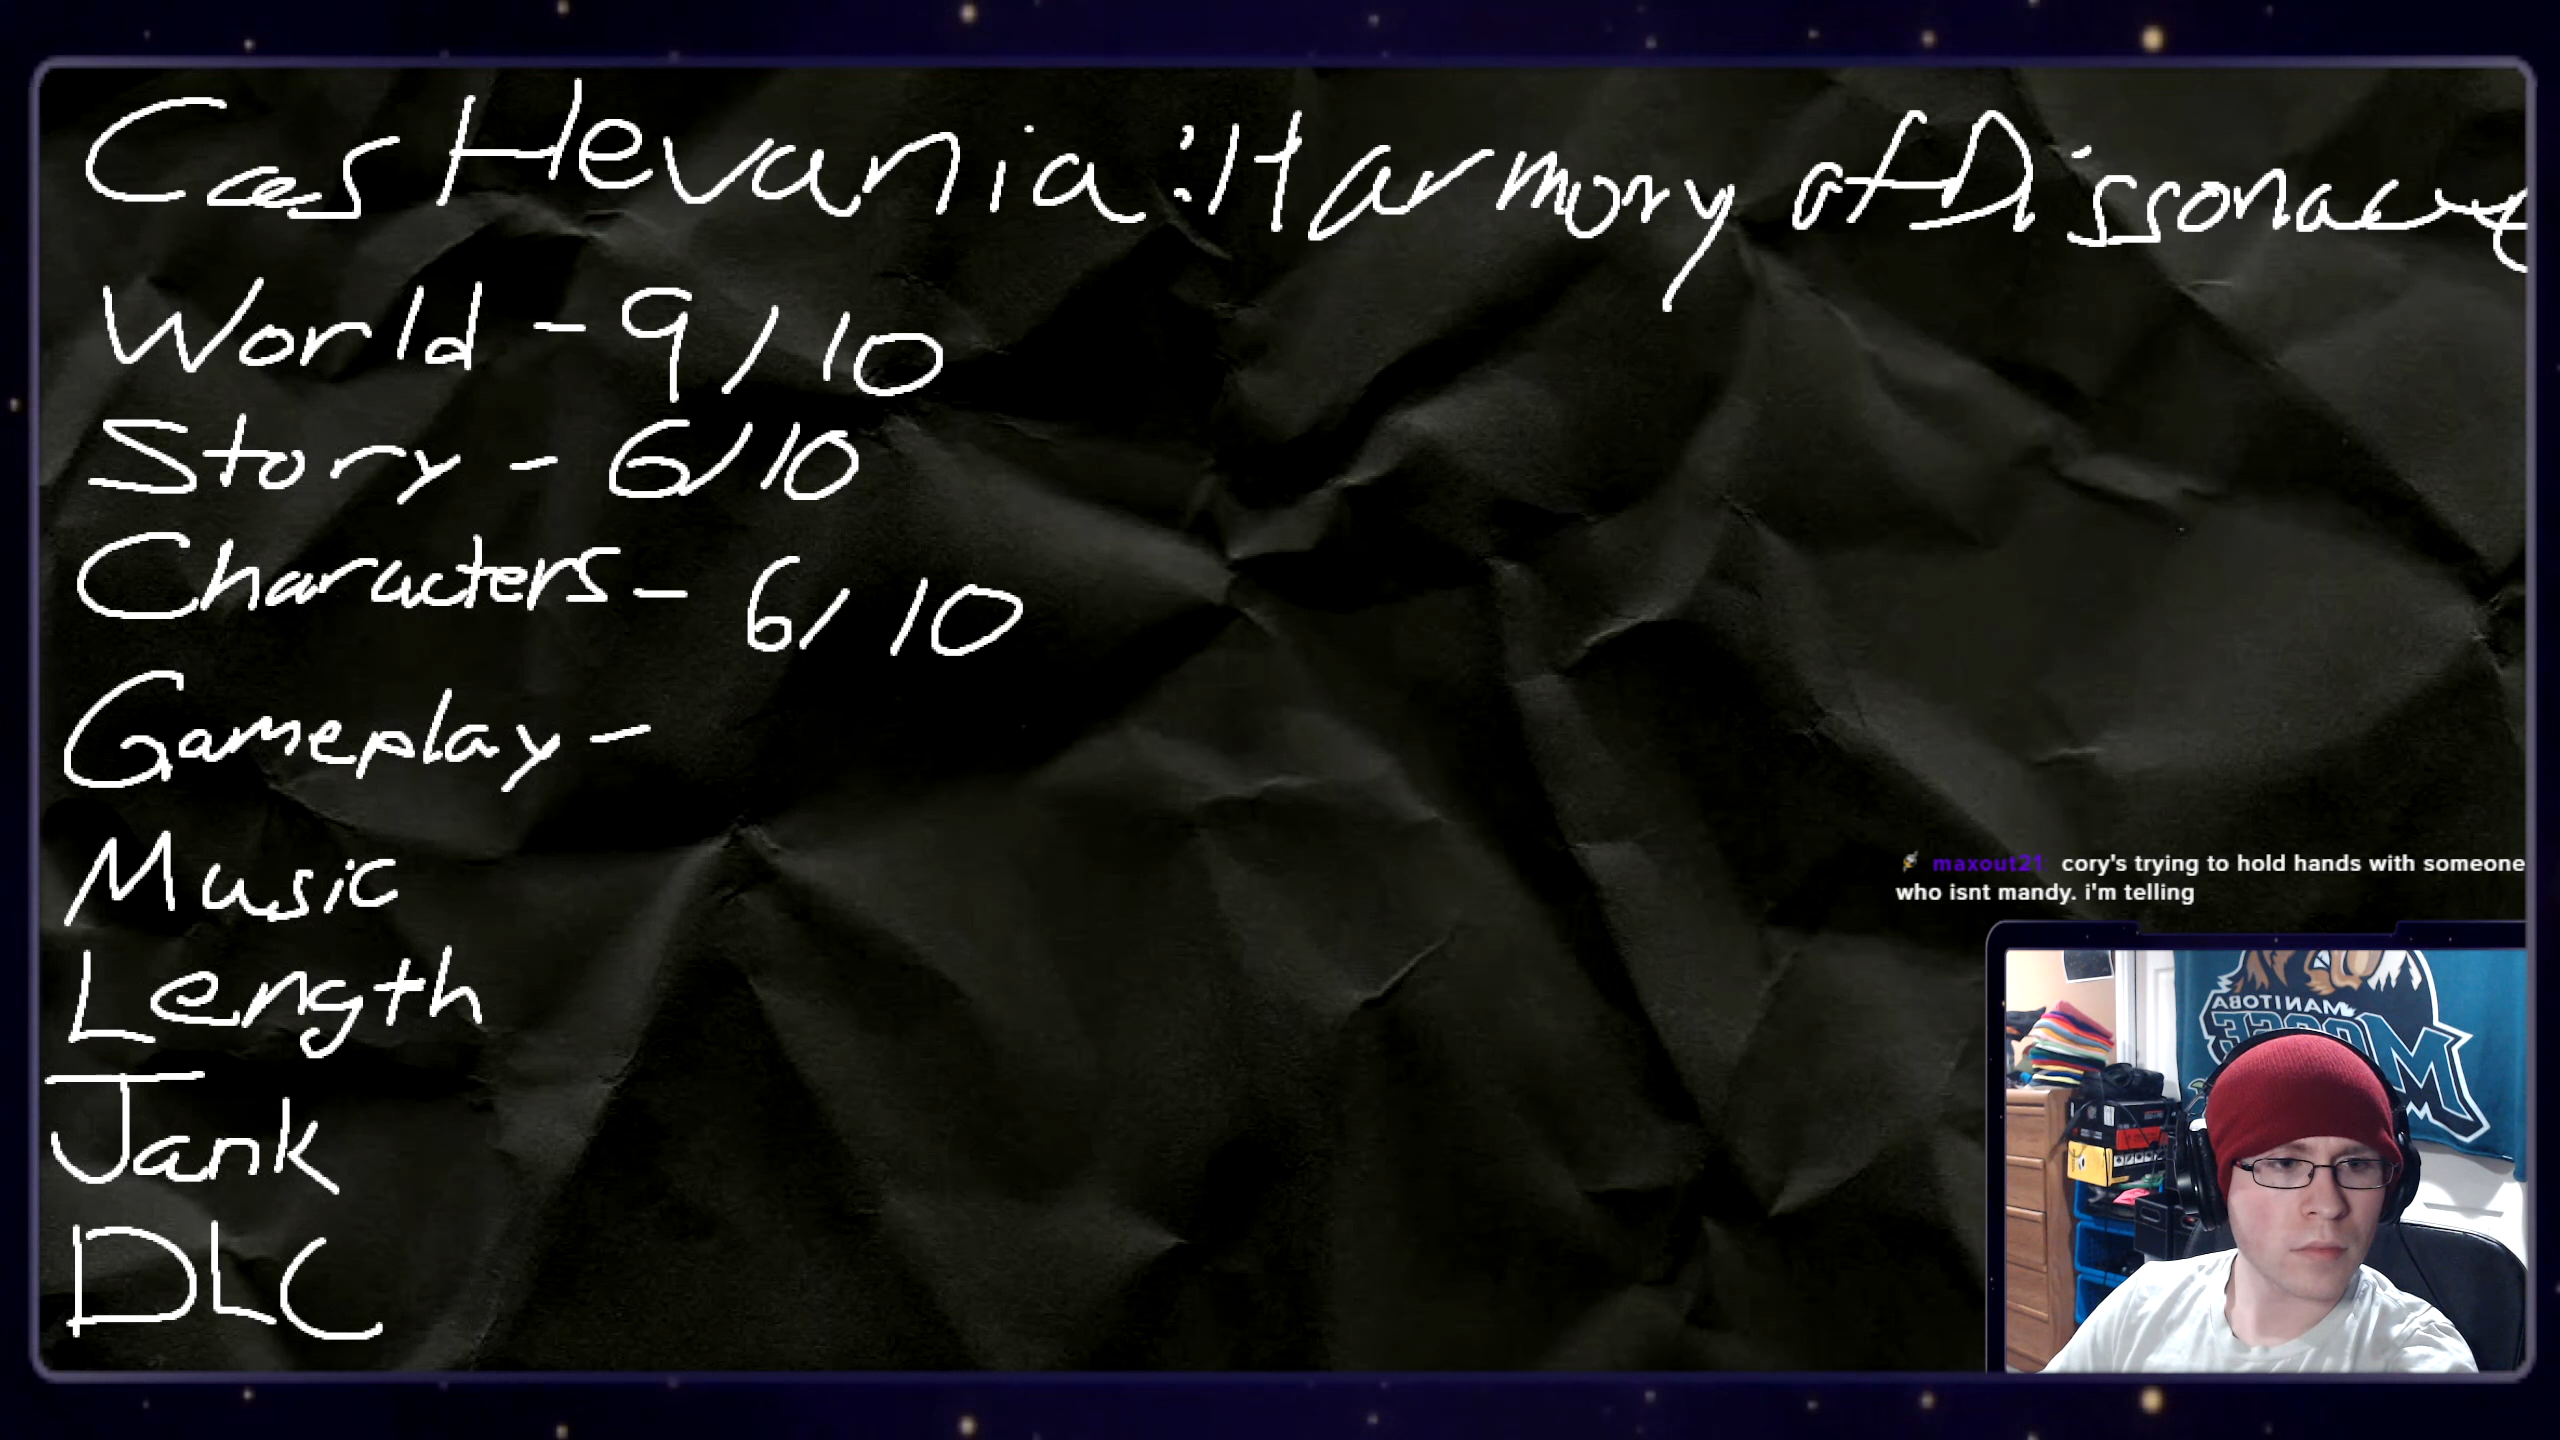 Castlevania: Harmony of Dissonance
World - 9/10
Story - 6/10
Characters - 6/10
Gameplay -
Music
Length
Jank
DLC
maxout21 cory's trying to hold hands with someone
who isnt mandy. i'm telling
MANITOBA
MOOSE
M